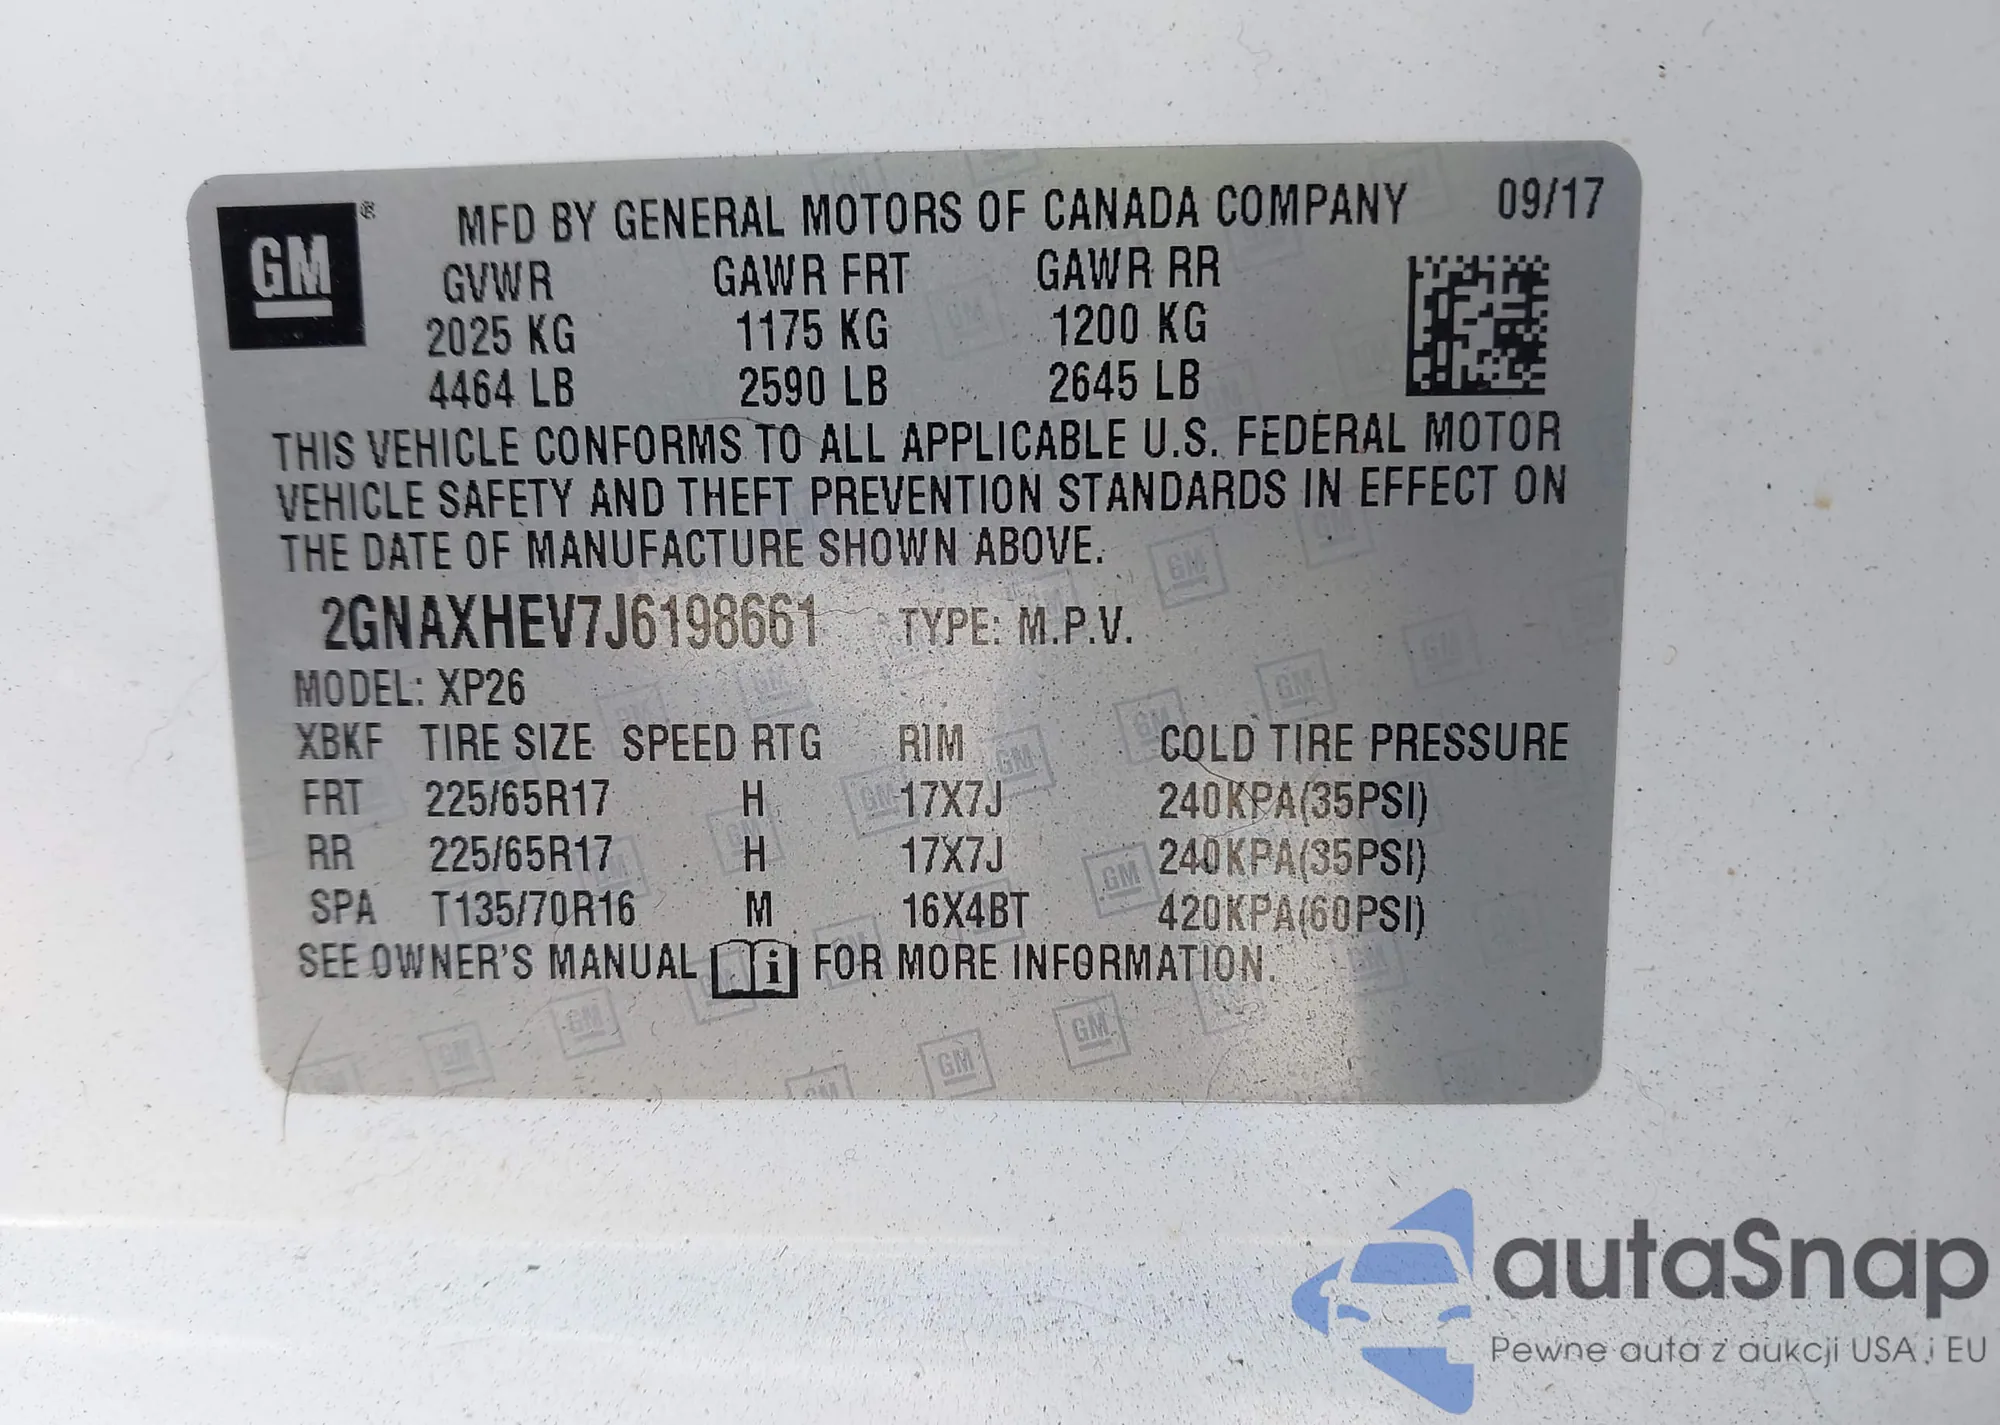 GM ® MFD BY GENERAL MOTORS OF CANADA COMPANY 09/17
GVWR GAWR FRT GAWR RR
2025 KG 1175 KG 1200 KG
4464 LB 2590 LB 2645 LB
THIS VEHICLE CONFORMS TO ALL APPLICABLE U.S. FEDERAL MOTOR
VEHICLE SAFETY AND THEFT PREVENTION STANDARDS IN EFFECT ON
THE DATE OF MANUFACTURE SHOWN ABOVE.
2GNAXHEV7J6198661 TYPE: M.P.V.
MODEL: XP26
XBKF TIRE SIZE SPEED RTG RIM COLD TIRE PRESSURE
FRT 225/65R17 H 17X7J 240KPA(35PSI)
RR 225/65R17 H 17X7J 240KPA(35PSI)
SPA T135/70R16 M 16X4BT 420KPA(60PSI)
SEE OWNER'S MANUAL i FOR MORE INFORMATION.
autaSnap
Pewne auta z aukcji USA i EU